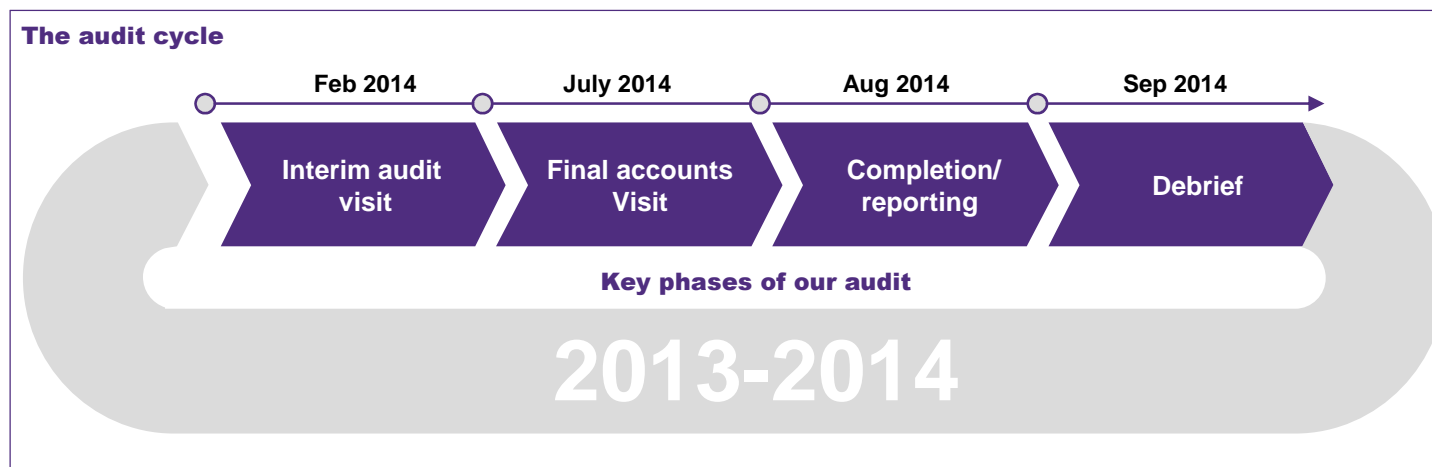 The audit cycle
Feb 2014
July 2014
Aug 2014
Sep 2014
Interim audit
visit
Final accounts
Visit
Completion/
reporting
Debrief
Key phases of our audit
2013-2014